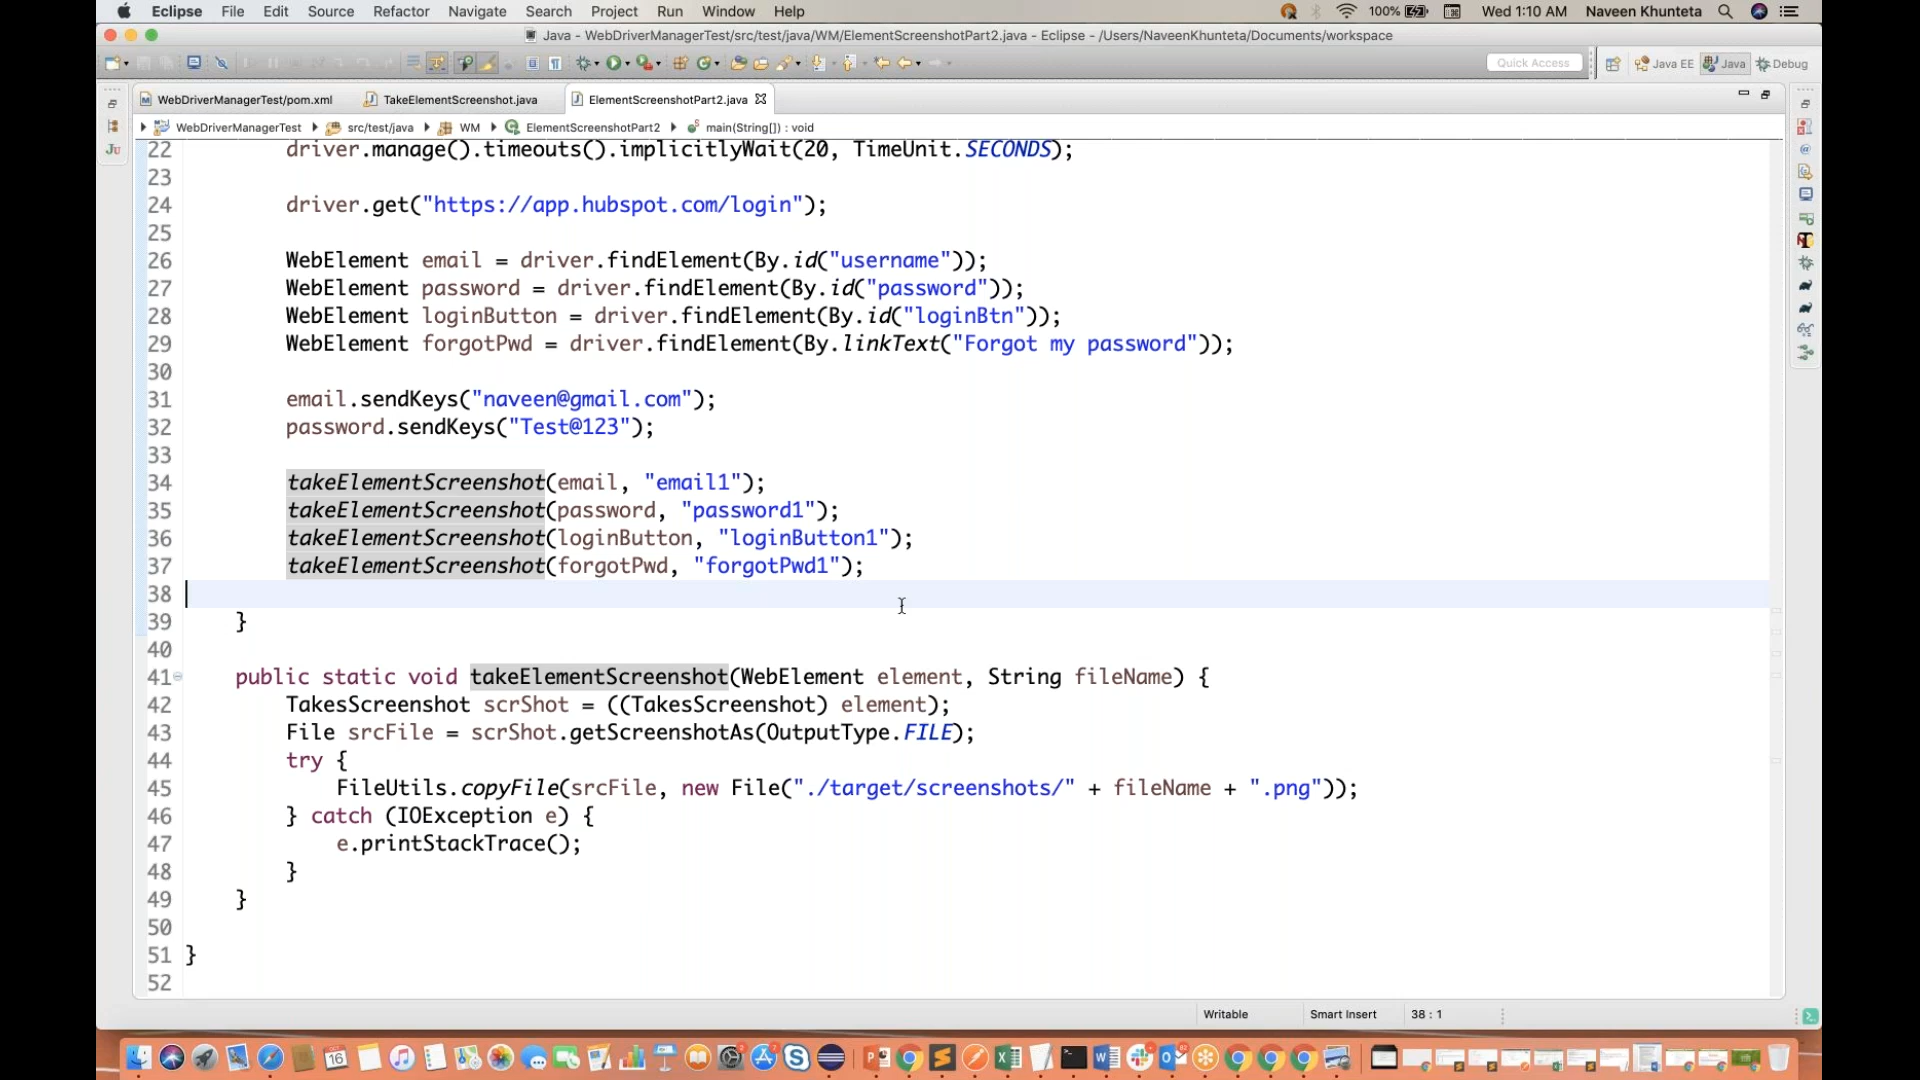 Eclipse File Edit Source Refactor Navigate Search Project Run Window Help 100% Wed 1:10 AM Naveen Khunteta
Java - WebDriverManagerTest/src/test/java/WM/ElementScreenshotPart2.java - Eclipse - /Users/NaveenKhunteta/Documents/workspace
Quick Access Java EE Java Debug
WebDriverManagerTest/pom.xml TakeElementScreenshot.java ElementScreenshotPart2.java
WebDriverManagerTest src/test/java WM ElementScreenshotPart2 main(String[]) : void
22 driver.manage().timeouts().implicitlyWait(20, TimeUnit.SECONDS);
23
24 driver.get("https://app.hubspot.com/login");
25
26 WebElement email = driver.findElement(By.id("username"));
27 WebElement password = driver.findElement(By.id("password"));
28 WebElement loginButton = driver.findElement(By.id("loginBtn"));
29 WebElement forgotPwd = driver.findElement(By.linkText("Forgot my password"));
30
31 email.sendKeys("naveen@gmail.com");
32 password.sendKeys("Test@123");
33
34 takeElementScreenshot(email, "email1");
35 takeElementScreenshot(password, "password1");
36 takeElementScreenshot(loginButton, "loginButton1");
37 takeElementScreenshot(forgotPwd, "forgotPwd1");
38
39 }
40
41 public static void takeElementScreenshot(WebElement element, String fileName) {
42 TakesScreenshot scrShot = ((TakesScreenshot) element);
43 File srcFile = scrShot.getScreenshotAs(OutputType.FILE);
44 try {
45 FileUtils.copyFile(srcFile, new File("./target/screenshots/" + fileName + ".png"));
46 } catch (IOException e) {
47 e.printStackTrace();
48 }
49 }
50
51 }
52
Writable Smart Insert 38 : 1